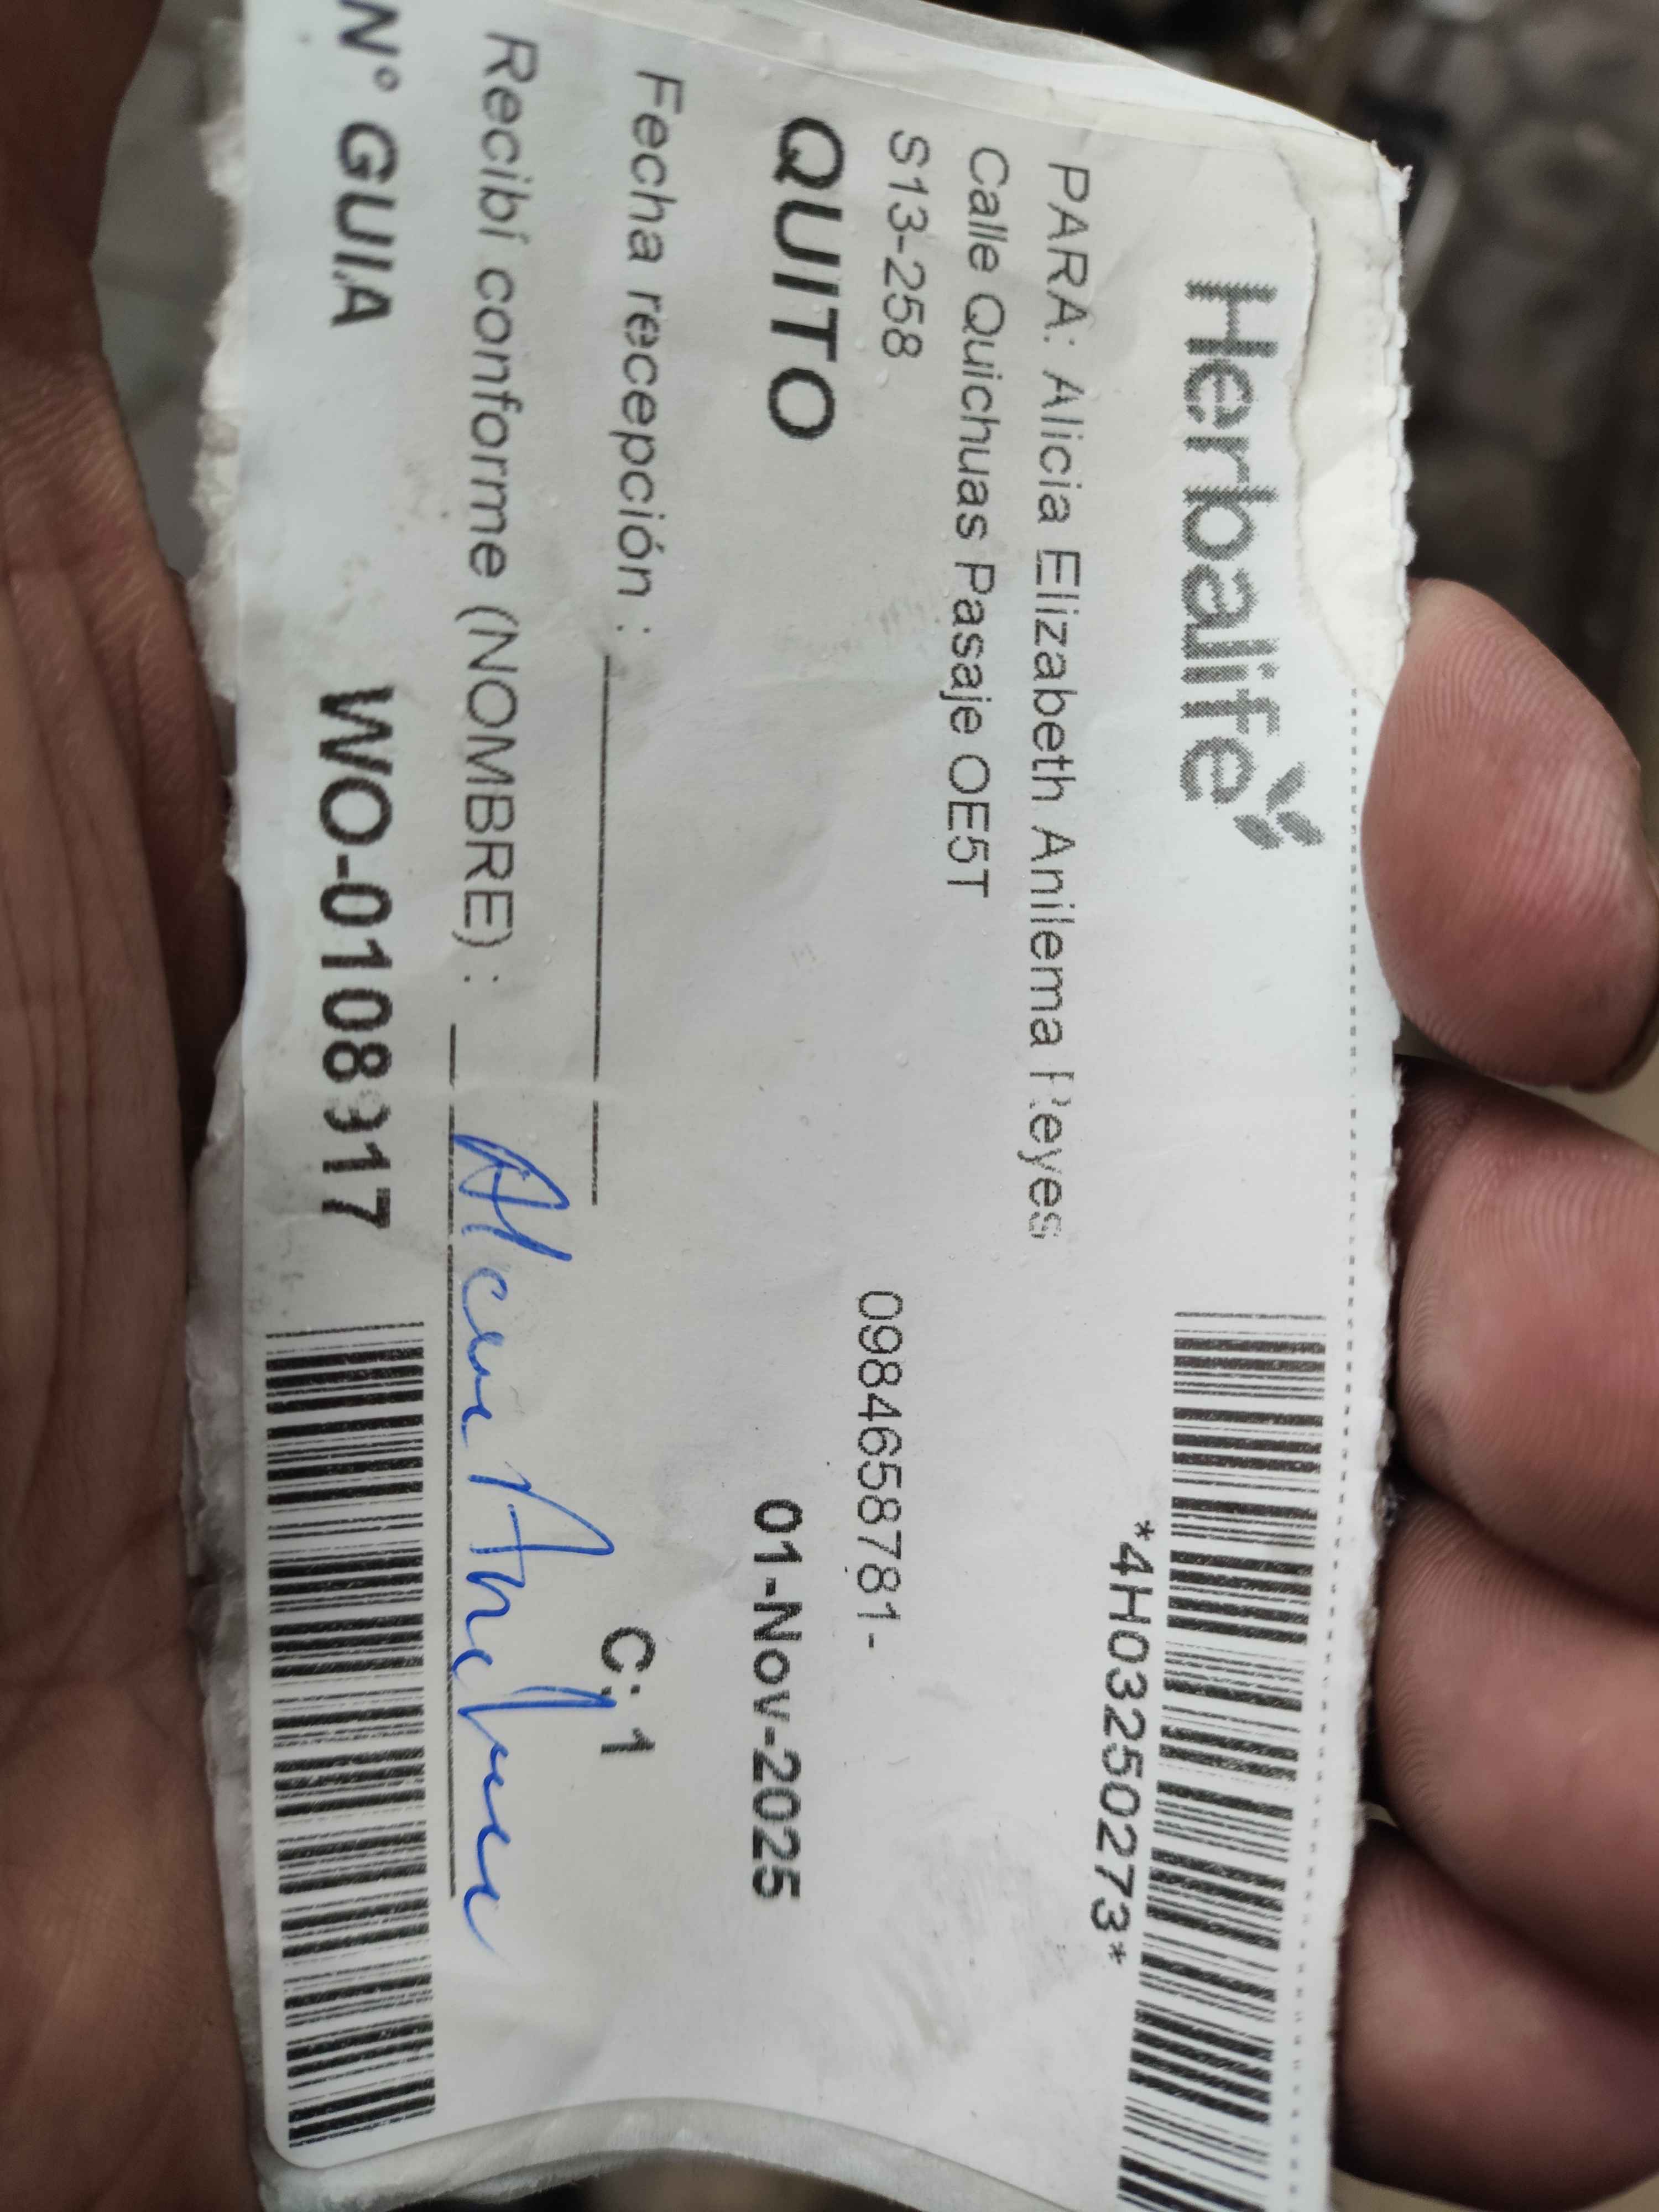 Herbalife
*4H03250273*
PARA: Alicia Elizabeth Anilema Reyes
Calle Quichuas Pasaje OE5T
S13-258
0984658781-
QUITO
01-Nov-2025
Fecha recepción :
C: 1
Recibí conforme (NOMBRE) :
N° GUIA